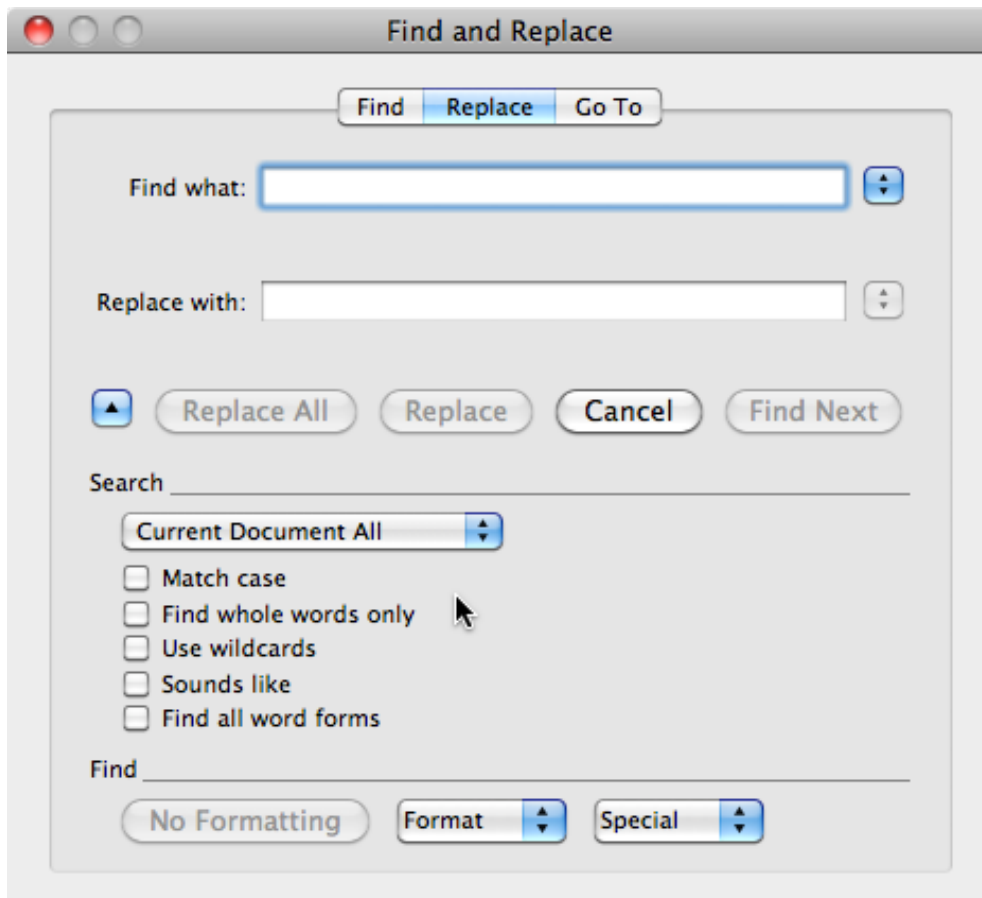 Find and Replace
Find Replace Go To
Find what:
Replace with:
Replace All Replace Cancel Find Next
Search
Current Document All
Match case
Find whole words only
Use wildcards
Sounds like
Find all word forms
Find
No Formatting Format Special